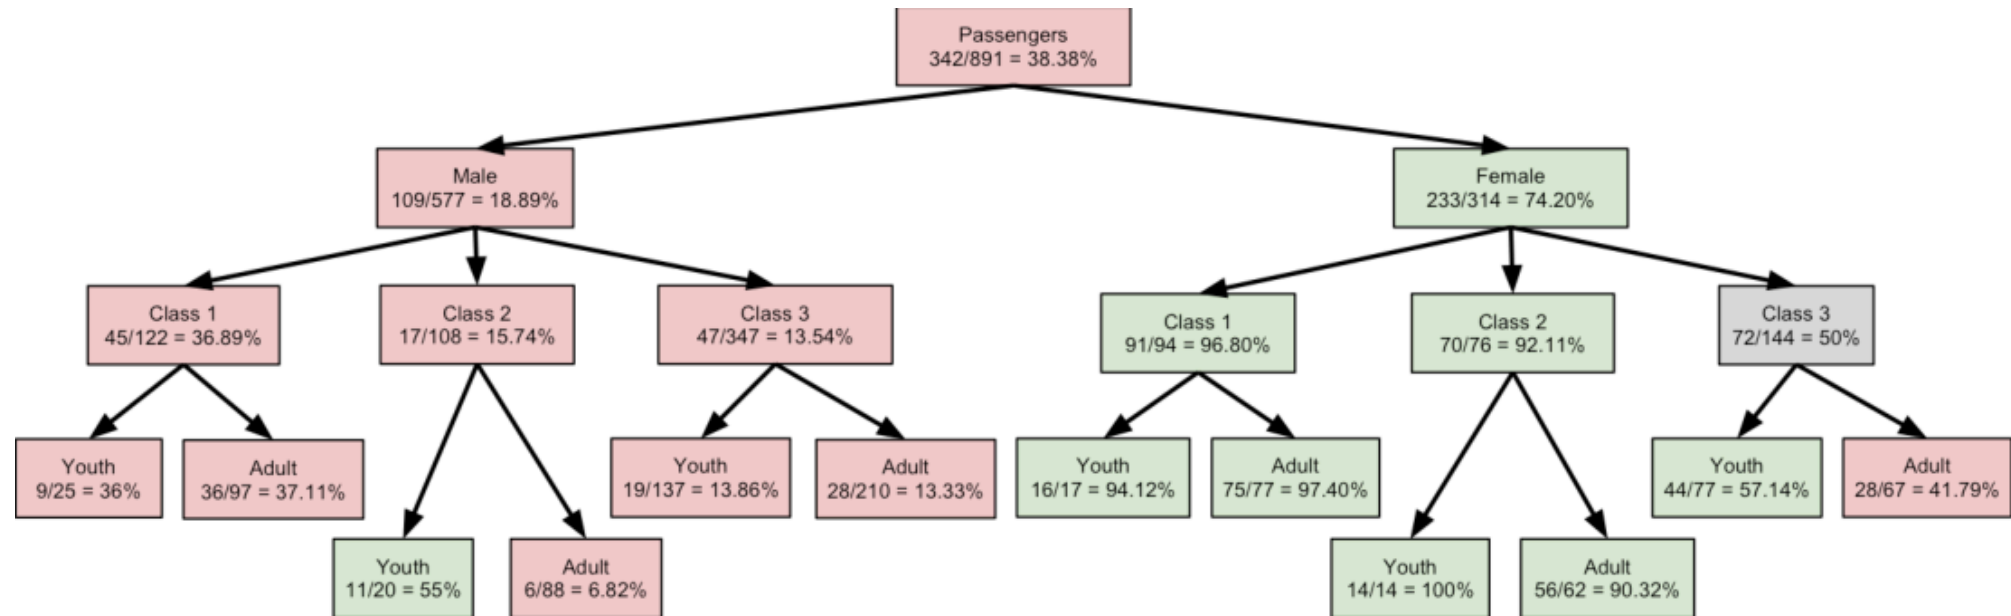 Passengers
342/891 = 38.38%
Male
109/577 = 18.89%
Female
233/314 = 74.20%
Class 1
45/122 = 36.89%
Class 2
17/108 = 15.74%
Class 3
47/347 = 13.54%
Class 1
91/94 = 96.80%
Class 2
70/76 = 92.11%
Class 3
72/144 = 50%
Youth
9/25 = 36%
Adult
36/97 = 37.11%
Youth
19/137 = 13.86%
Adult
28/210 = 13.33%
Youth
16/17 = 94.12%
Adult
75/77 = 97.40%
Youth
44/77 = 57.14%
Adult
28/67 = 41.79%
Youth
11/20 = 55%
Adult
6/88 = 6.82%
Youth
14/14 = 100%
Adult
56/62 = 90.32%